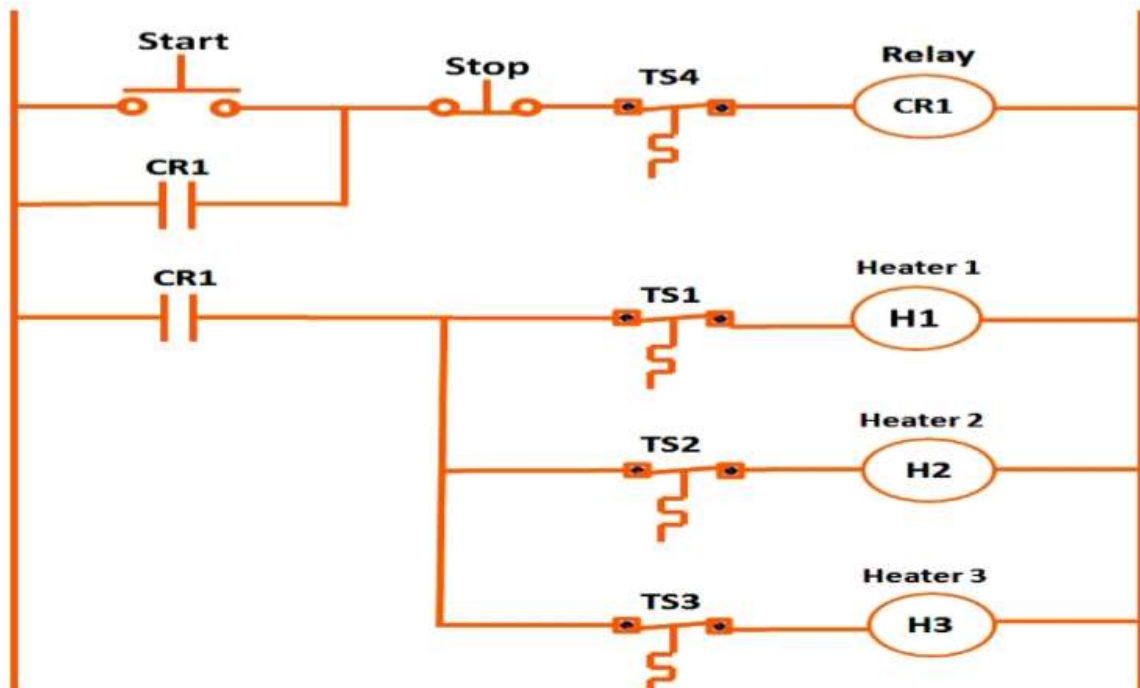 Start
Stop
TS4
Relay
CR1
CR1
CR1
TS1
Heater 1
H1
TS2
Heater 2
H2
TS3
Heater 3
H3